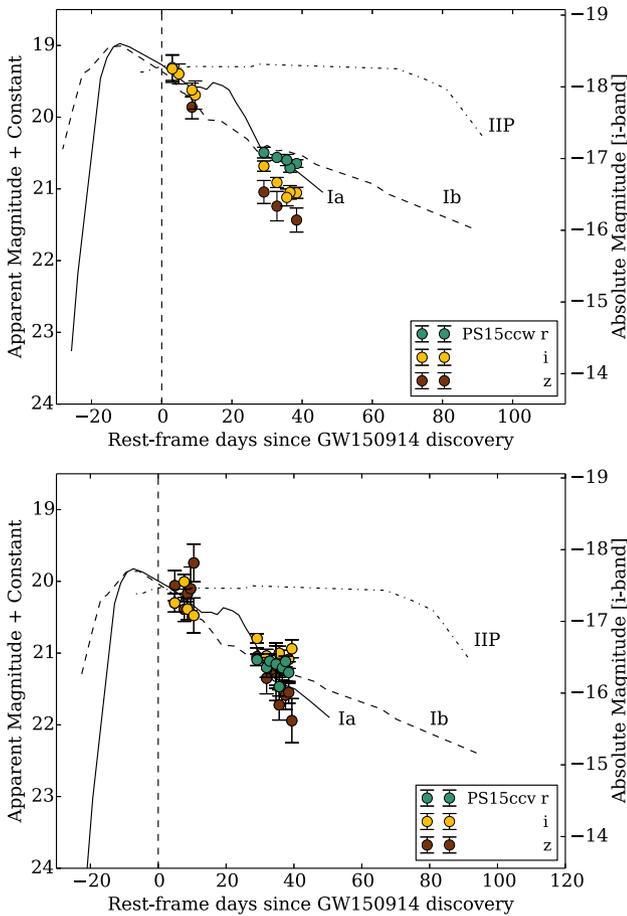 −19
19
−18
20
IIP
Apparent Magnitude + Constant
Absolute Magnitude [i-band]
−17
21
Ia
Ib
−16
22
−15
23
PS15ccw r
i
−14
z
24
−20 0 20 40 60 80 100
Rest-frame days since GW150914 discovery
−19
19
−18
20
−17
IIP
Apparent Magnitude + Constant
Absolute Magnitude [i-band]
21
−16
Ia
Ib
22
−15
23
PS15ccv r
i
−14
z
24
−20 0 20 40 60 80 100 120
Rest-frame days since GW150914 discovery